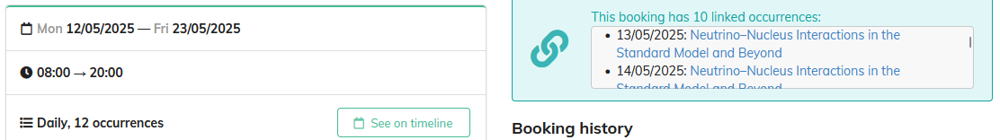 Mon 12/05/2025 — Fri 23/05/2025
08:00 → 20:00
Daily, 12 occurrences
See on timeline
This booking has 10 linked occurrences:
• 13/05/2025: Neutrino–Nucleus Interactions in the
Standard Model and Beyond
• 14/05/2025: Neutrino–Nucleus Interactions in the
Standard Model and Beyond
Booking history